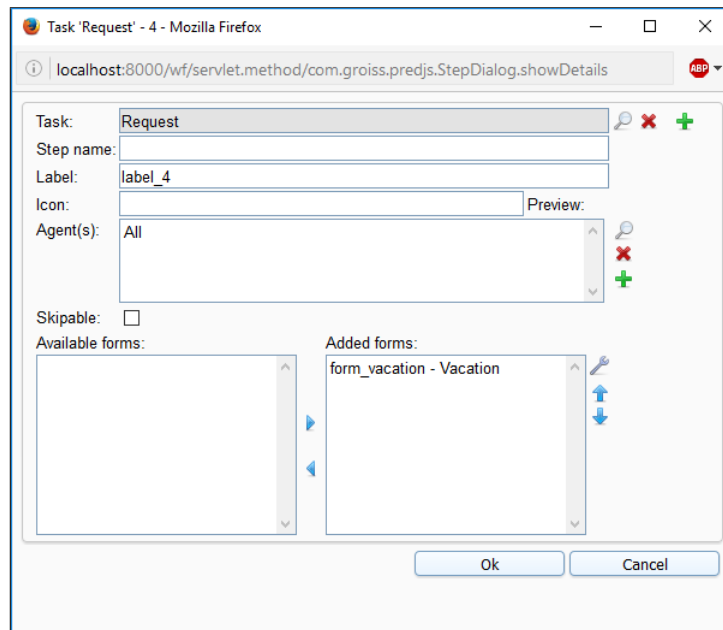 Task 'Request' - 4 - Mozilla Firefox
localhost:8000/wf/servlet.method/com.groiss.predjs.StepDialog.showDetails
ABP
Task: Request
Step name:
Label: label_4
Icon: Preview:
Agent(s): All
Skipable:
Available forms: Added forms:
form_vacation - Vacation
Ok Cancel